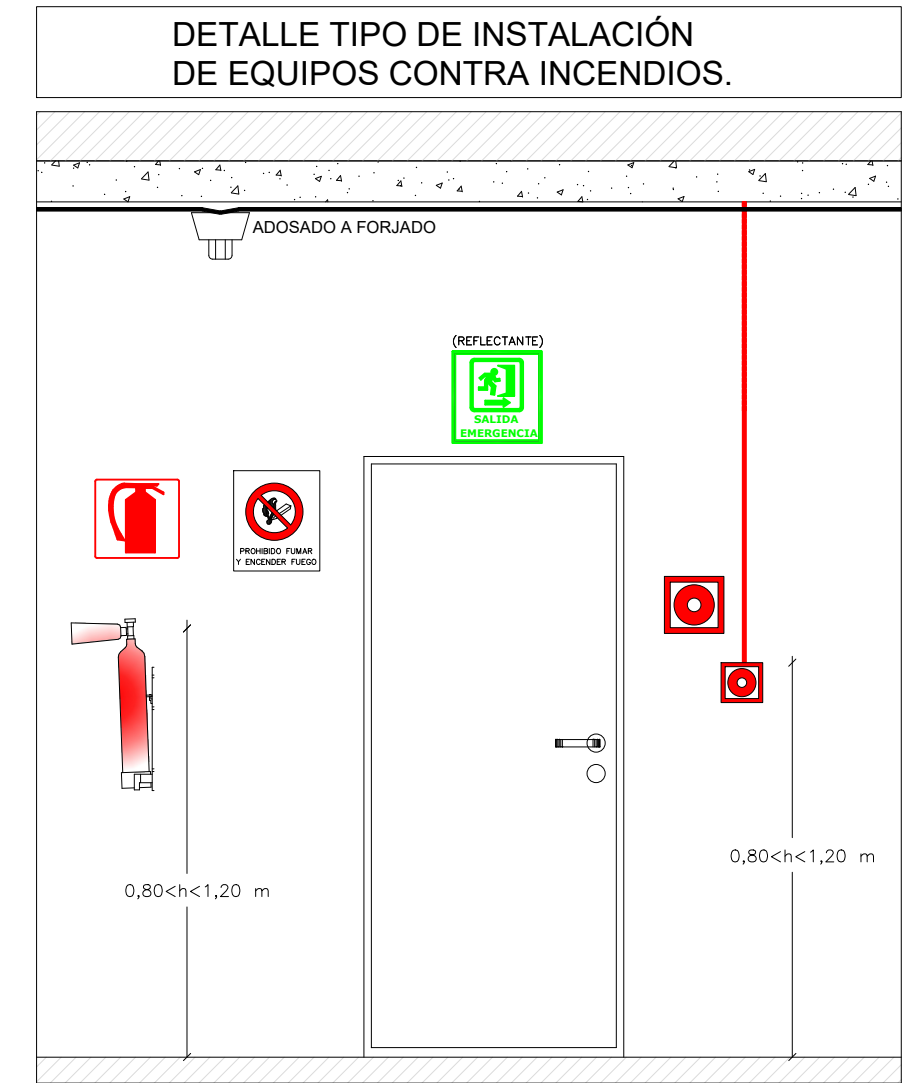 DETALLE TIPO DE INSTALACIÓN
DE EQUIPOS CONTRA INCENDIOS.
ADOSADO A FORJADO
(REFLECTANTE)
SALIDA
EMERGENCIA
PROHIBIDO FUMAR
Y ENCENDER FUEGO
0,80<h<1,20 m
0,80<h<1,20 m